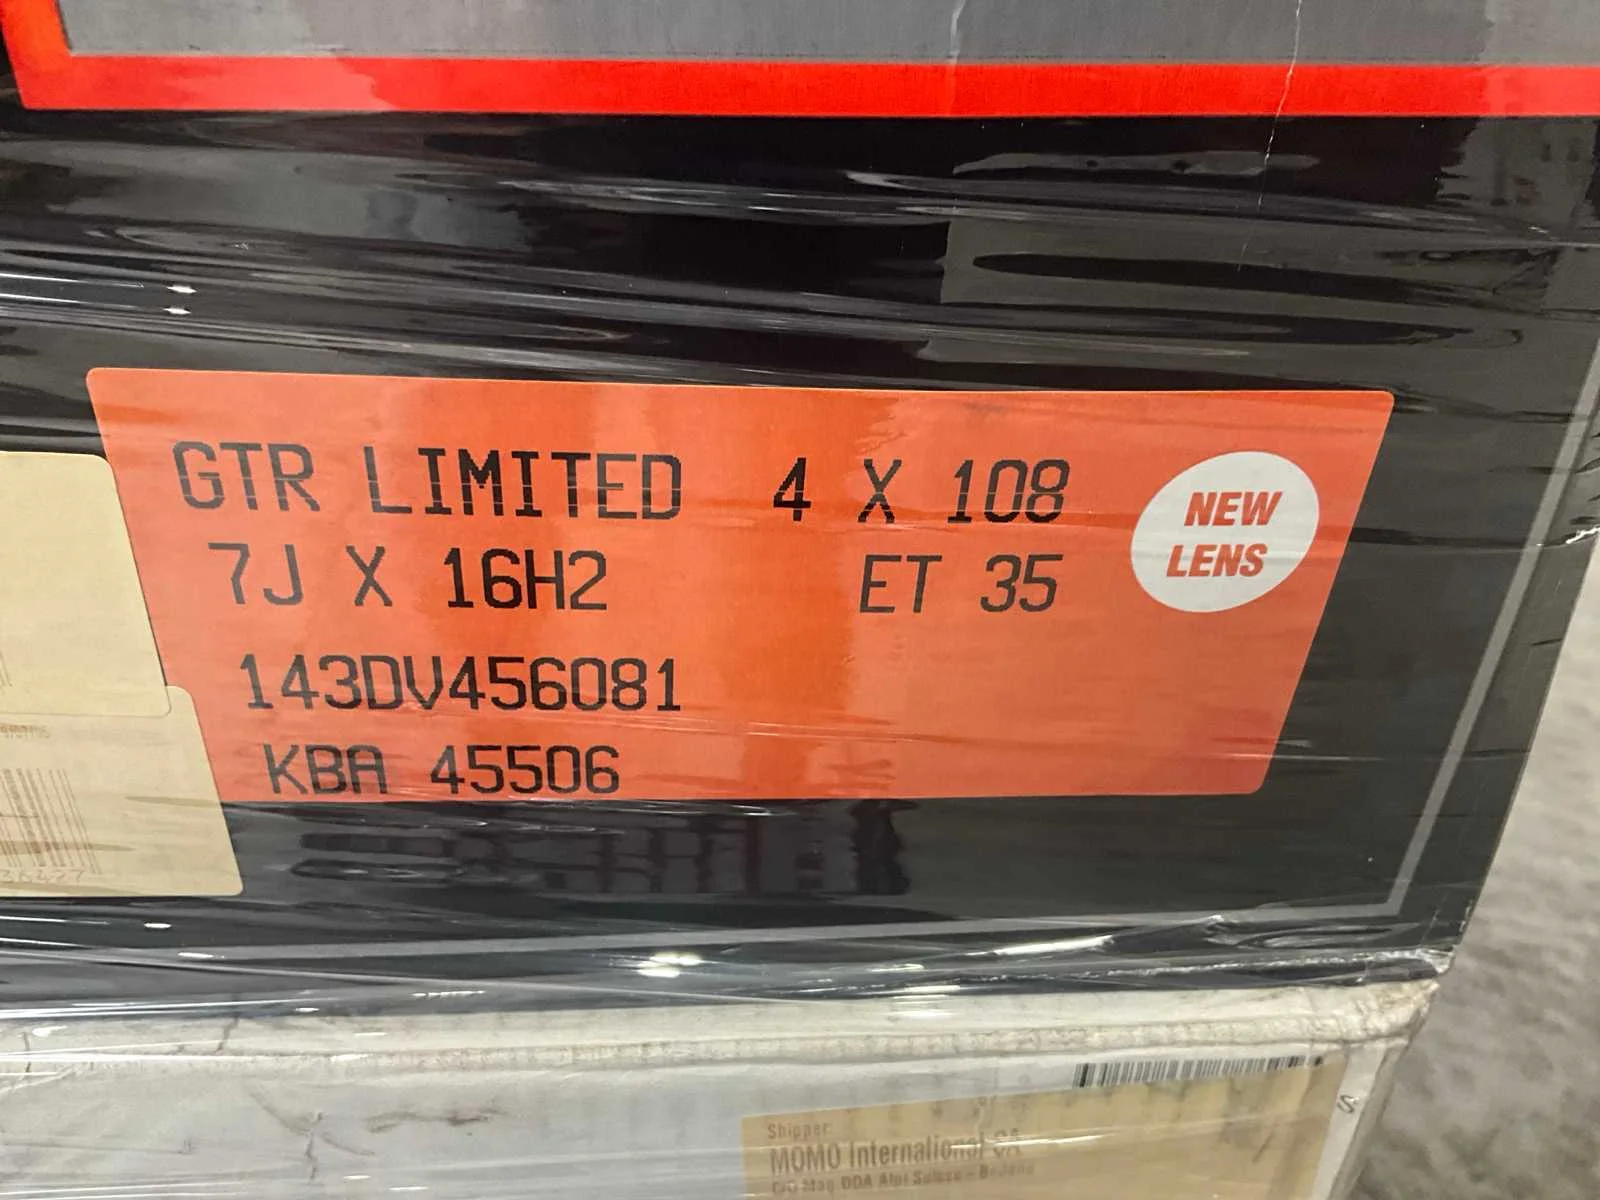 GTR LIMITED 4 X 108
7J X 16H2 ET 35
NEW
LENS
143DV456081
KBA 45506
Shipper
MOMO International SA